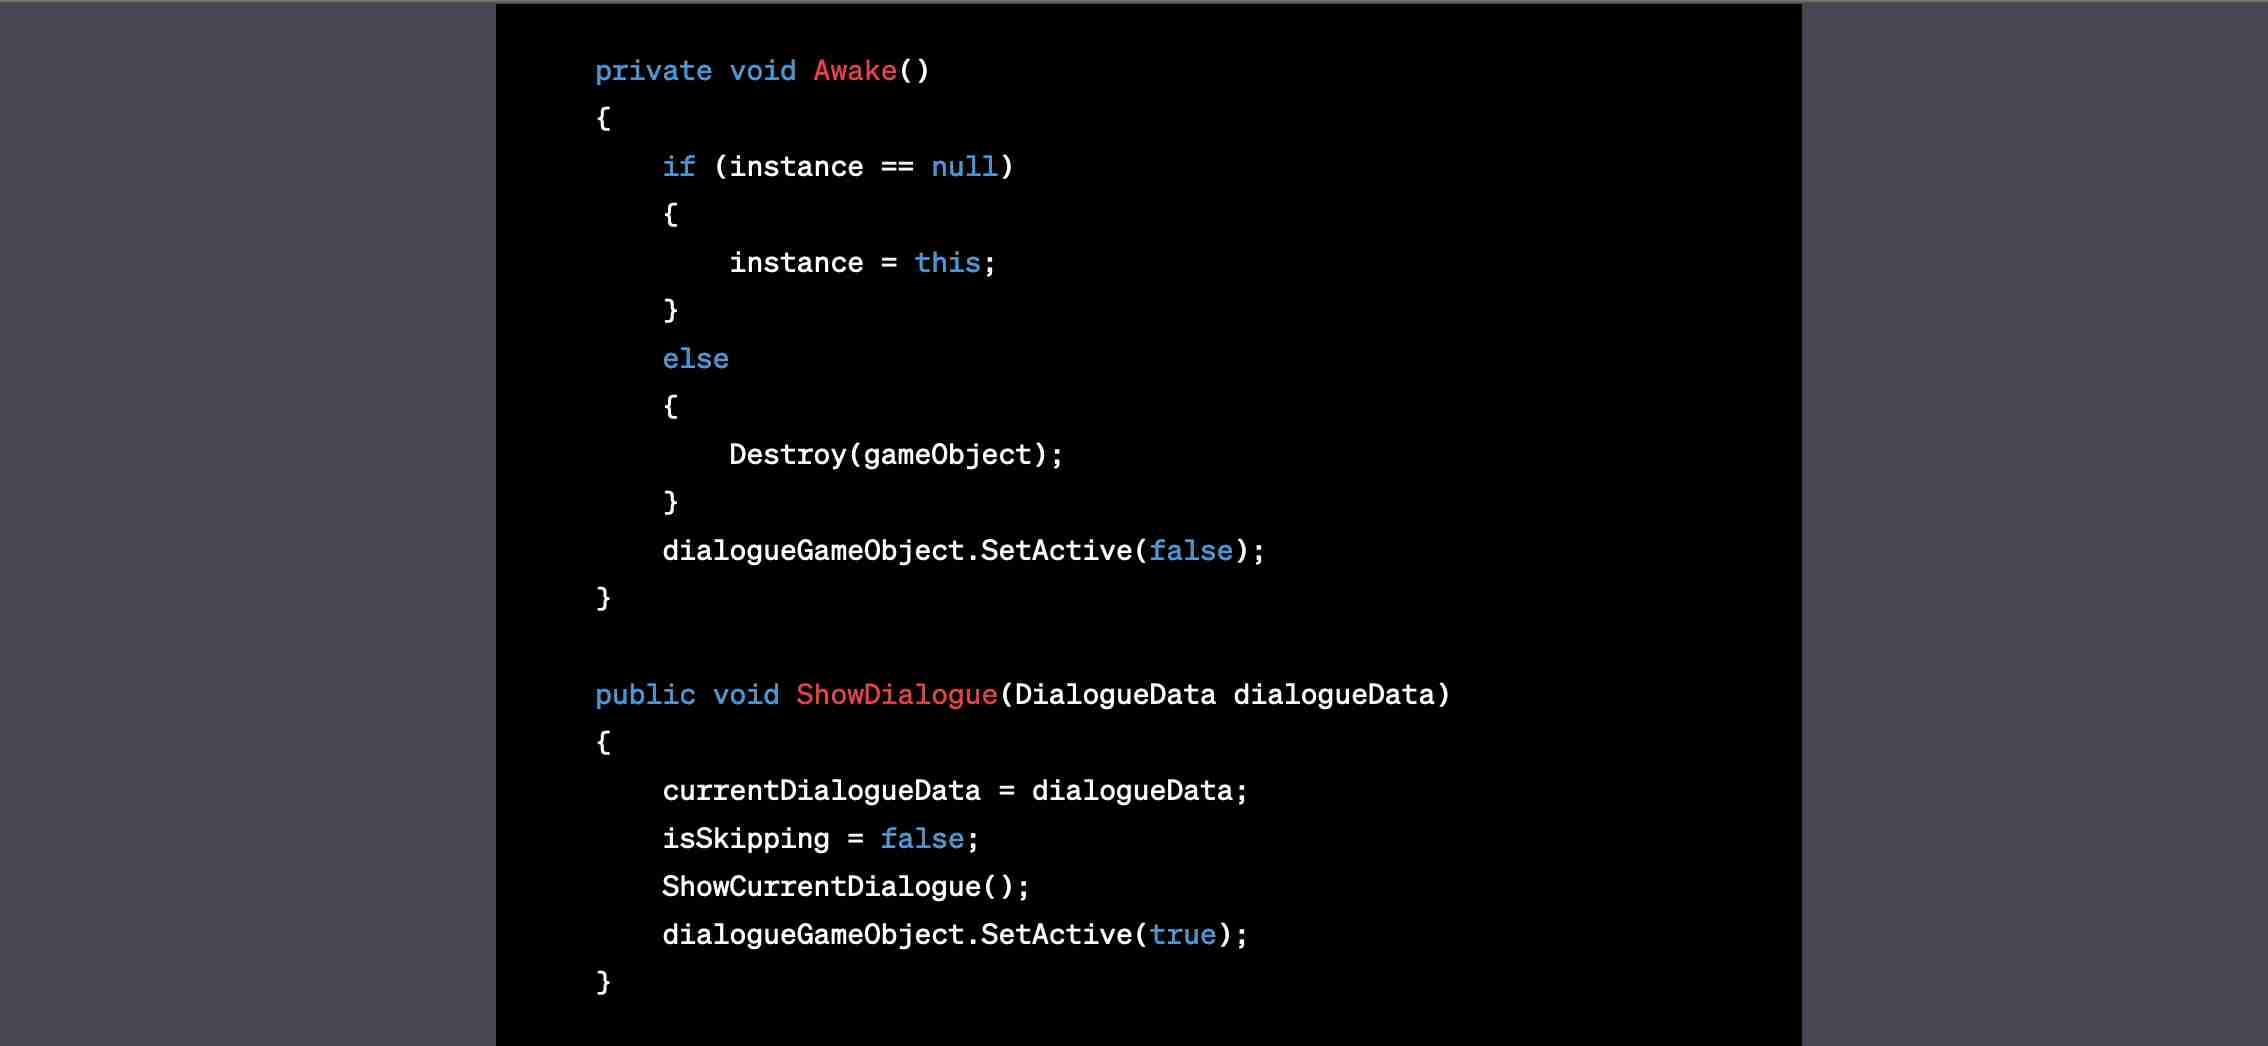 private void Awake()
{
    if (instance == null)
    {
        instance = this;
    }
    else
    {
        Destroy(gameObject);
    }
    dialogueGameObject.SetActive(false);
}

public void ShowDialogue(DialogueData dialogueData)
{
    currentDialogueData = dialogueData;
    isSkipping = false;
    ShowCurrentDialogue();
    dialogueGameObject.SetActive(true);
}